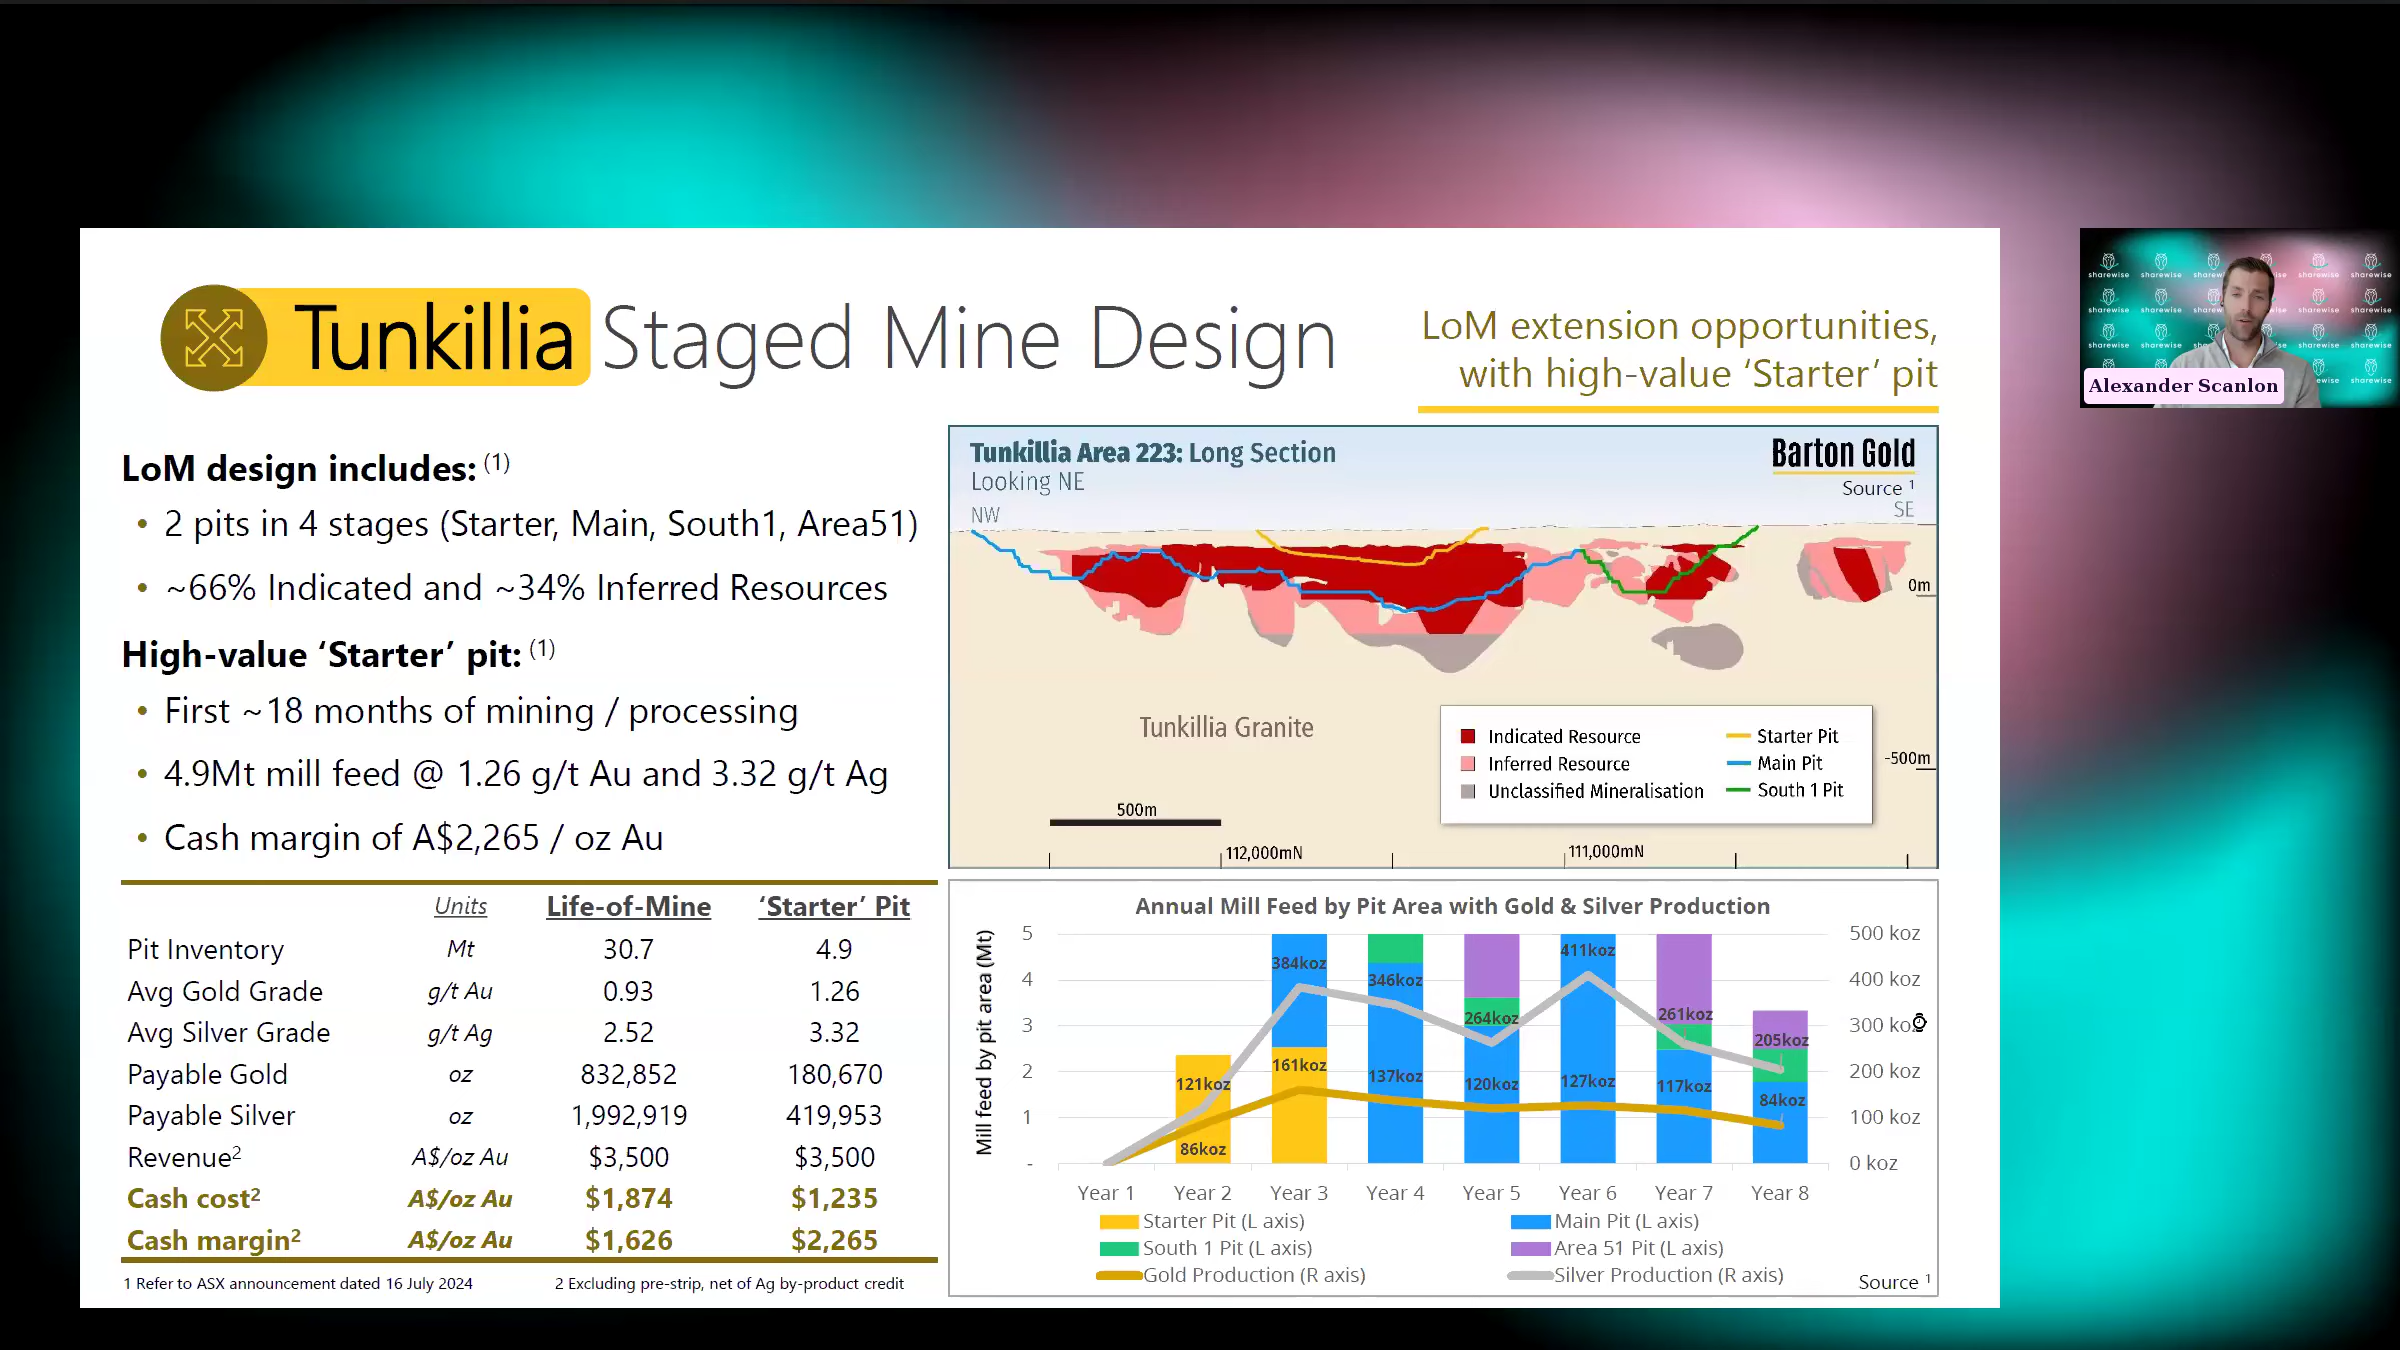 Tunkillia Staged Mine Design
LoM extension opportunities,
with high-value ‘Starter’ pit
LoM design includes: (1)
• 2 pits in 4 stages (Starter, Main, South1, Area51)
• ~66% Indicated and ~34% Inferred Resources
High-value ‘Starter’ pit: (1)
• First ~18 months of mining / processing
• 4.9Mt mill feed @ 1.26 g/t Au and 3.32 g/t Ag
• Cash margin of A$2,265 / oz Au
Units Life-of-Mine ‘Starter’ Pit
Pit Inventory Mt 30.7 4.9
Avg Gold Grade g/t Au 0.93 1.26
Avg Silver Grade g/t Ag 2.52 3.32
Payable Gold oz 832,852 180,670
Payable Silver oz 1,992,919 419,953
Revenue2 A$/oz Au $3,500 $3,500
Cash cost2 A$/oz Au $1,874 $1,235
Cash margin2 A$/oz Au $1,626 $2,265
1 Refer to ASX announcement dated 16 July 2024 2 Excluding pre-strip, net of Ag by-product credit
Tunkillia Area 223: Long Section
Looking NE
NW
Barton Gold
Source 1
SE
0m
Tunkillia Granite
Indicated Resource Starter Pit
Inferred Resource Main Pit
Unclassified Mineralisation South 1 Pit
-500m
500m
112,000mN 111,000mN
Annual Mill Feed by Pit Area with Gold & Silver Production
Mill feed by pit area (Mt)
5 500 koz
4 400 koz
3 300 koz
2 200 koz
1 100 koz
- 0 koz
121koz 384koz 346koz 264koz 411koz 261koz 205koz
86koz 161koz 137koz 120koz 127koz 117koz 84koz
Year 1 Year 2 Year 3 Year 4 Year 5 Year 6 Year 7 Year 8
Starter Pit (L axis) Main Pit (L axis)
South 1 Pit (L axis) Area 51 Pit (L axis)
Gold Production (R axis) Silver Production (R axis)
Source 1
sharewise sharewise sharewise sharewise
Alexander Scanlon